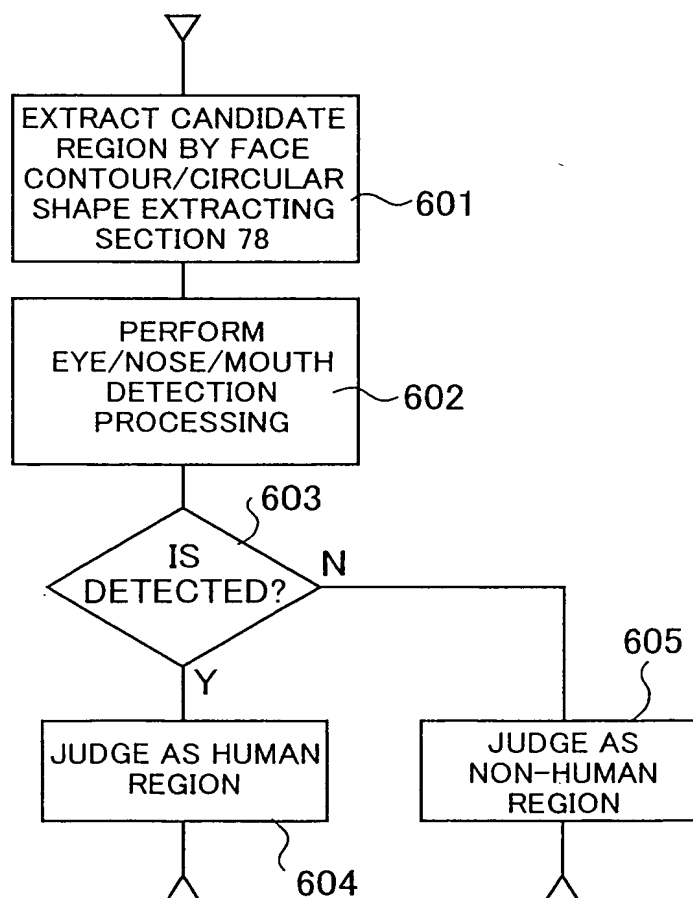 EXTRACT CANDIDATE
REGION BY FACE
CONTOUR/CIRCULAR
SHAPE EXTRACTING
SECTION 78
601
PERFORM
EYE/NOSE/MOUTH
DETECTION
PROCESSING
602
603
IS
DETECTED?
N
Y
605
JUDGE AS HUMAN
REGION
604
JUDGE AS
NON-HUMAN
REGION